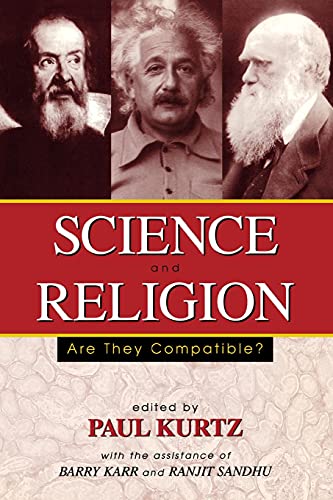 SCIENCE
and
RELIGION
Are They Compatible?
edited by
PAUL KURTZ
with the assistance of
BARRY KARR and RANJIT SANDHU